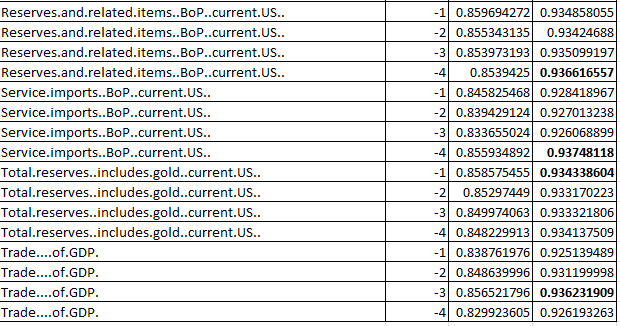 Reserves.and.related.items..BoP..current.US.. -1 0.859694272 0.934858055
Reserves.and.related.items..BoP..current.US.. -2 0.855343135 0.93424688
Reserves.and.related.items..BoP..current.US.. -3 0.853973193 0.935099197
Reserves.and.related.items..BoP..current.US.. -4 0.8539425 0.936616557
Service.imports..BoP..current.US.. -1 0.845825468 0.928418967
Service.imports..BoP..current.US.. -2 0.839429124 0.927013238
Service.imports..BoP..current.US.. -3 0.833655024 0.926068899
Service.imports..BoP..current.US.. -4 0.855934892 0.93748118
Total.reserves..includes.gold..current.US.. -1 0.858575455 0.934338604
Total.reserves..includes.gold..current.US.. -2 0.85297449 0.933170223
Total.reserves..includes.gold..current.US.. -3 0.849974063 0.933321806
Total.reserves..includes.gold..current.US.. -4 0.848229913 0.934137509
Trade....of.GDP. -1 0.838761976 0.925139489
Trade....of.GDP. -2 0.848639996 0.931199998
Trade....of.GDP. -3 0.856521796 0.936231909
Trade....of.GDP. -4 0.829923605 0.926193263